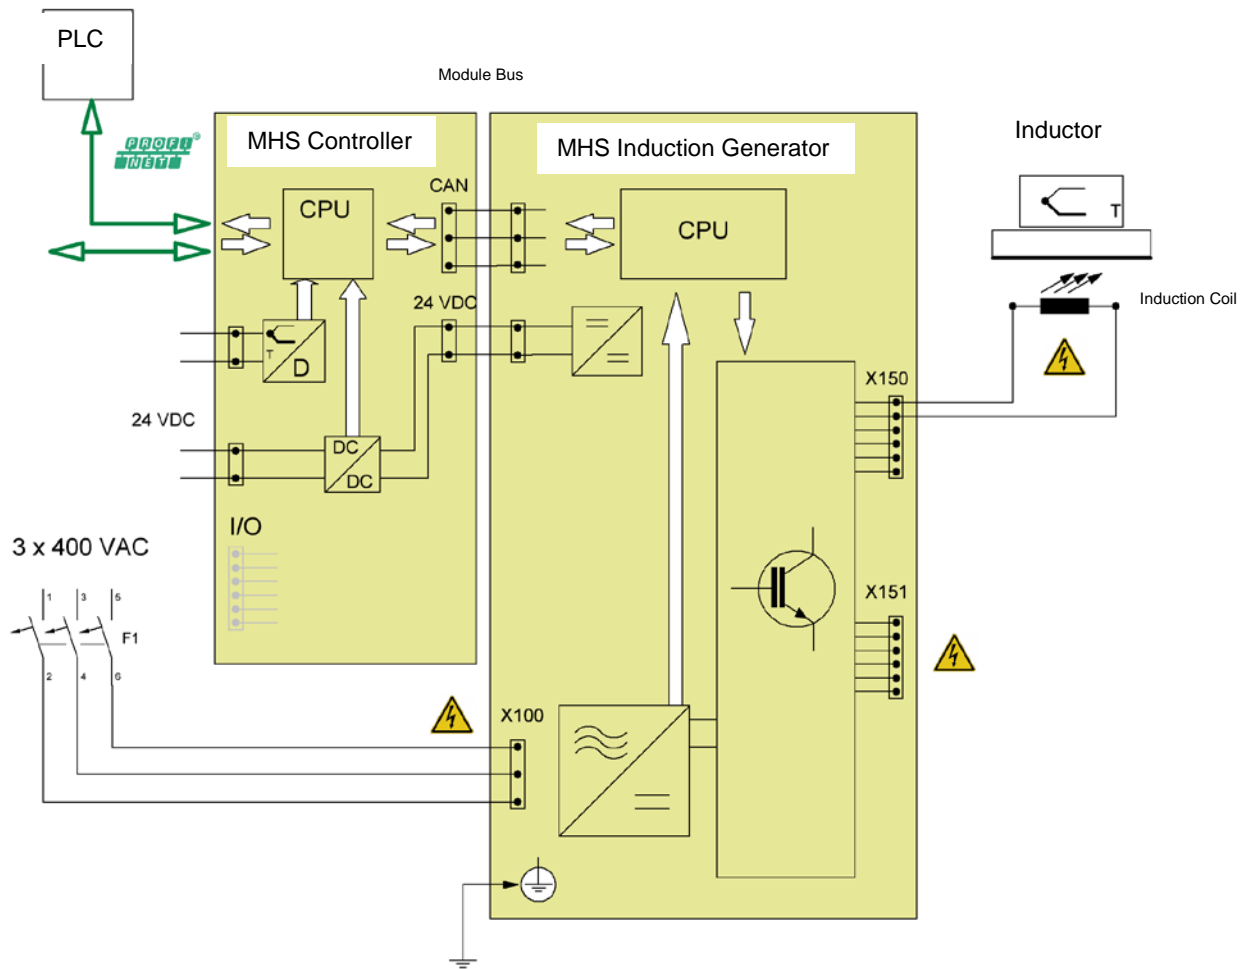 PLC
Module Bus
PROFI®
NET
MHS Controller
MHS Induction Generator
Inductor
CAN
CPU
CPU
T
24 VDC
Induction Coil
T
D
X150
24 VDC
DC
DC
I/O
3 x 400 VAC
X151
1 3 5
F1
2 4 6
X100